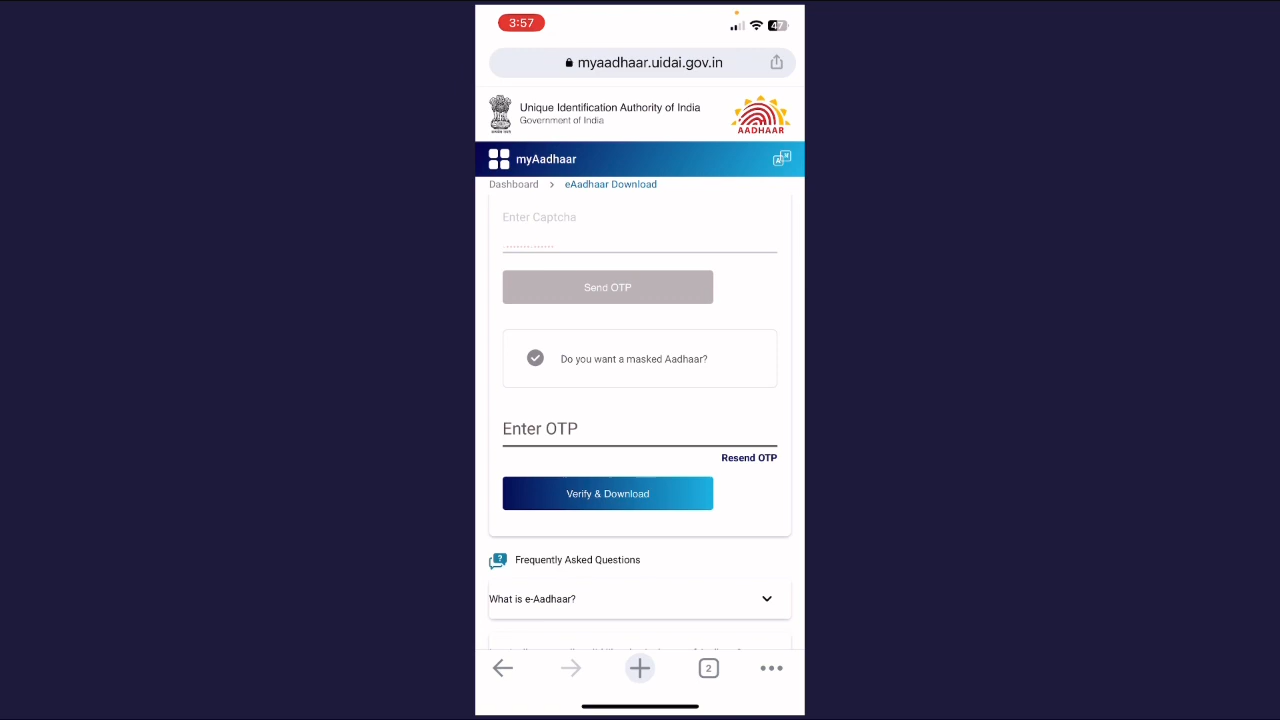 3:57
47
myaadhaar.uidai.gov.in
Unique Identification Authority of India
Government of India
AADHAAR
myAadhaar
Dashboard > eAadhaar Download
Enter Captcha
Send OTP
Do you want a masked Aadhaar?
Enter OTP
Resend OTP
Verify & Download
Frequently Asked Questions
What is e-Aadhaar?
2